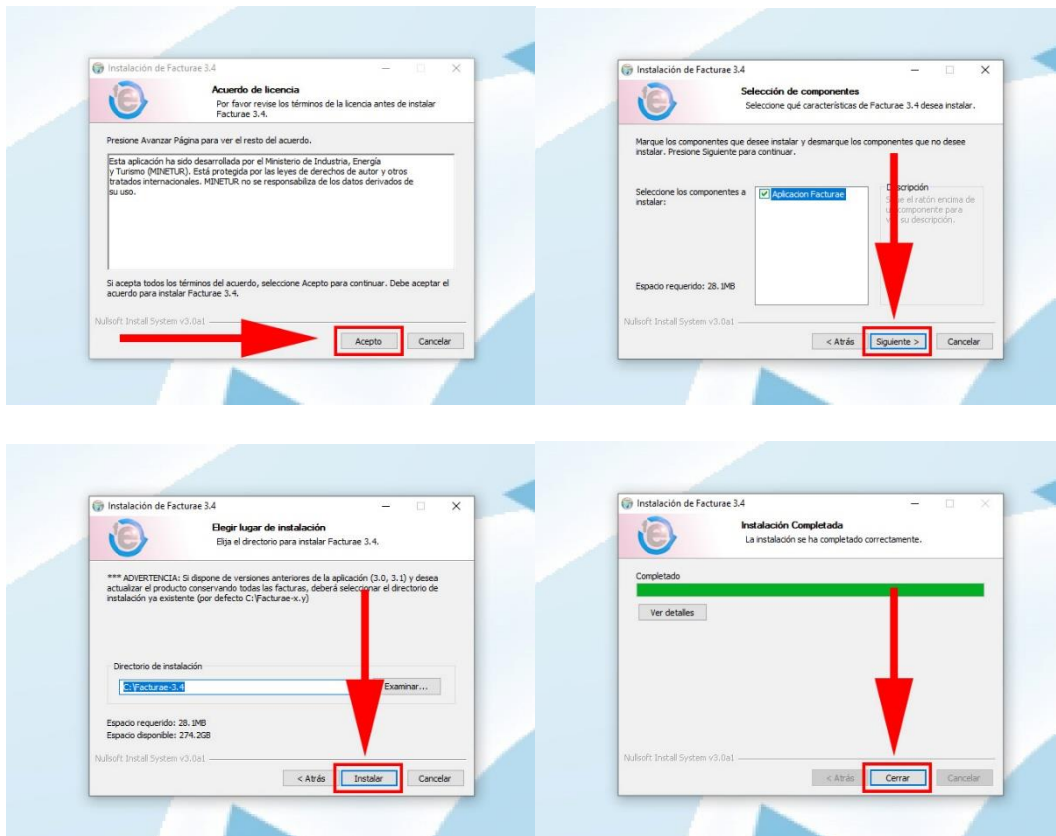 Instalación de Facturae 3.4
Acuerdo de licencia
Por favor revise los términos de la licencia antes de instalar
Facturae 3.4.
Presione Avanzar Página para ver el resto del acuerdo.
Esta aplicación ha sido desarrollada por el Ministerio de Industria, Energía
y Turismo (MINETUR). Está protegida por las leyes de derechos de autor y otros
tratados internacionales. MINETUR no se responsabiliza de los datos derivados de
su uso.
Si acepta todos los términos del acuerdo, seleccione Acepto para continuar. Debe aceptar el
acuerdo para instalar Facturae 3.4.
Nullsoft Install System v3.0a1
Acepto
Cancelar
Instalación de Facturae 3.4
Selección de componentes
Seleccione qué características de Facturae 3.4 desea instalar.
Marque los componentes que desee instalar y desmarque los componentes que no desee
instalar. Presione Siguiente para continuar.
Seleccione los componentes a
instalar:
Aplicacion Facturae
Descripción
el ratón encima de
componente para
su descripción.
Espacio requerido: 28.1MB
Nullsoft Install System v3.0a1
< Atrás
Siguiente >
Cancelar
Instalación de Facturae 3.4
Elegir lugar de instalación
Elija el directorio para instalar Facturae 3.4.
*** ADVERTENCIA: Si dispone de versiones anteriores de la aplicación (3.0, 3.1) y desea
actualizar el producto conservando todas las facturas, deberá seleccionar el directorio de
instalación ya existente (por defecto C:\Facturae-x.y)
Directorio de instalación
C:\Facturae-3.4
Examinar...
Espacio requerido: 28.1MB
Espacio disponible: 274.2GB
Nullsoft Install System v3.0a1
< Atrás
Instalar
Cancelar
Instalación de Facturae 3.4
Instalación Completada
La instalación se ha completado correctamente.
Completado
Ver detalles
Nullsoft Install System v3.0a1
< Atrás
Cerrar
Cancelar